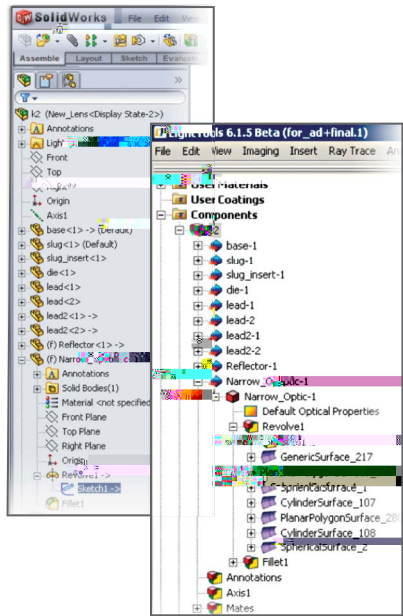 SolidWorks File Edit
Assemble Layout Sketch
k2 (New_Lens<Display State-2>)
Annotations
Front
Top
Origin
Axis1
base<1> -> (Default)
slug<1> (Default)
slug_insert<1>
die<1>
lead<1>
lead<2>
lead2<1> ->
lead2<2> ->
(f) Reflector<1> ->
Annotations
Solid Bodies(1)
Material <not specified
Front Plane
Top Plane
Right Plane
Sketch1 ->
Fillet1
LightTools 6.1.5 Beta (for_ad+final.1)
File Edit View Imaging Insert Ray Trace
User Materials
User Coatings
Components
base-1
slug-1
slug_insert-1
die-1
lead-1
lead-2
lead2-1
lead2-2
Reflector-1
Narrow_Optic-1
Narrow_Optic-1
Default Optical Properties
Revolve1
GenericSurface_217
SphericalSurface_1
CylinderSurface_107
PlanarPolygonSurface_
CylinderSurface_108
SphericalSurface_2
Fillet1
Annotations
Axis1
Mates